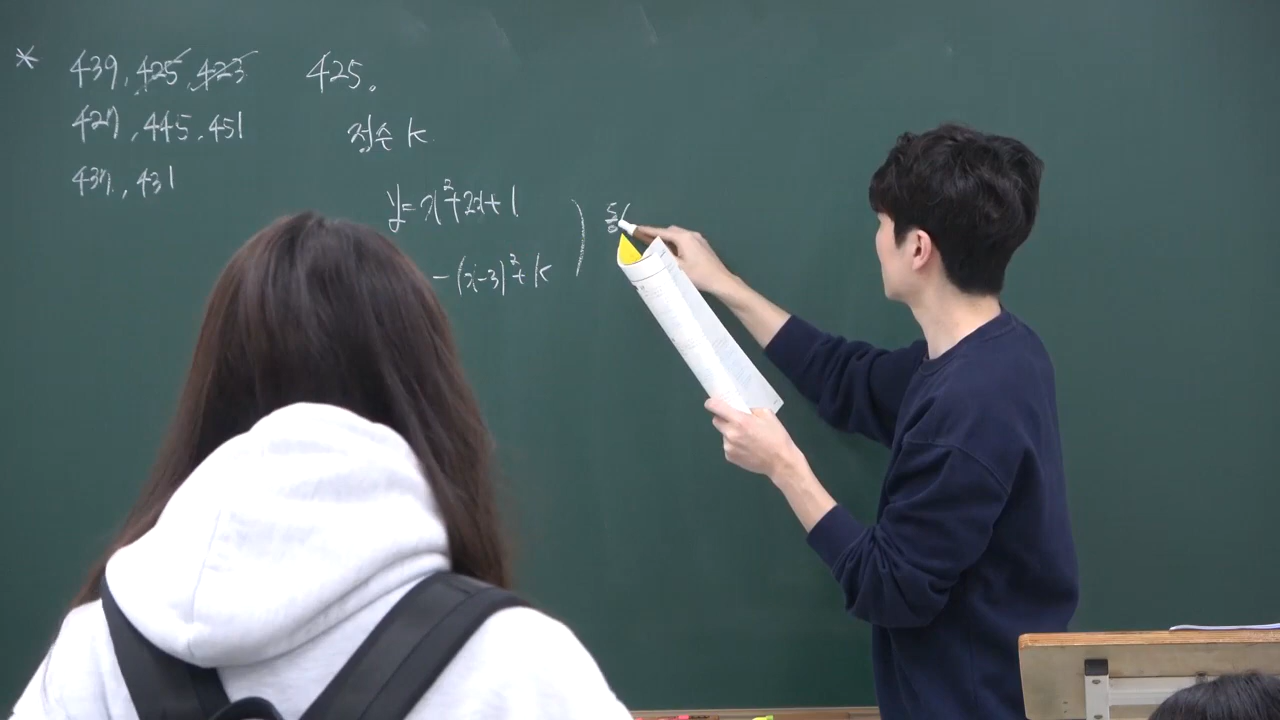 * 439, 425, 423
427, 445, 451
437, 431
425.
정수 k
y=x²+2x+1
-(x-3)²+k